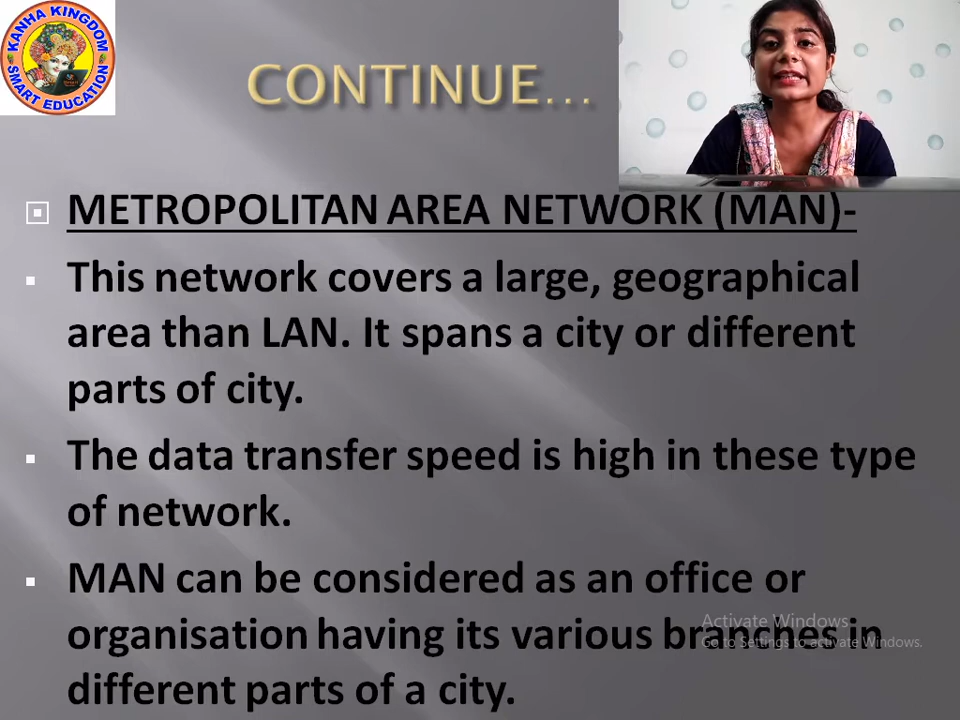 KANHA KINGDOM
SMART EDUCATION
CONTINUE...
METROPOLITAN AREA NETWORK (MAN)-
This network covers a large, geographical
area than LAN. It spans a city or different
parts of city.
The data transfer speed is high in these type
of network.
MAN can be considered as an office or
organisation having its various branches in
different parts of a city.
Activate Windows
Go to Settings to activate Windows.